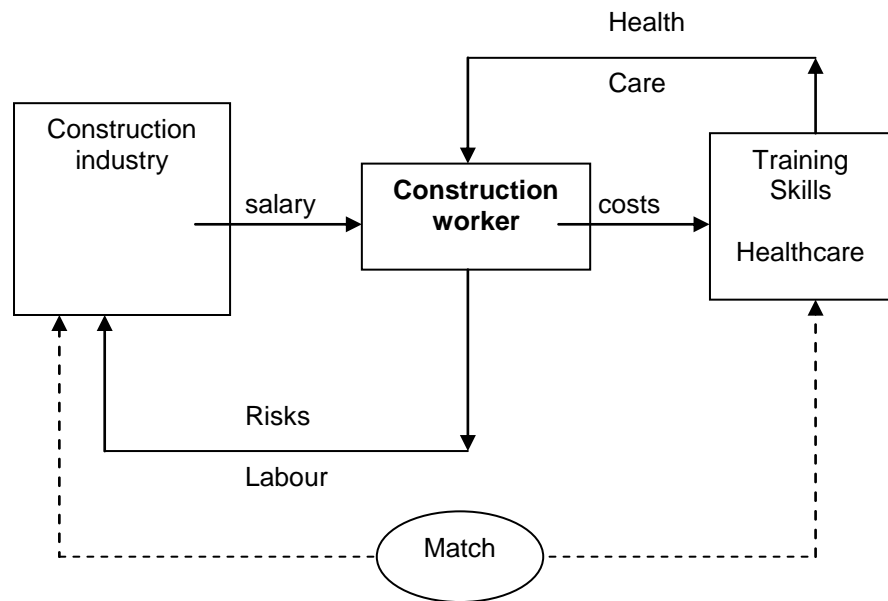 Health
Care
Construction
industry
salary
Construction
worker
costs
Training
Skills
Healthcare
Risks
Labour
Match